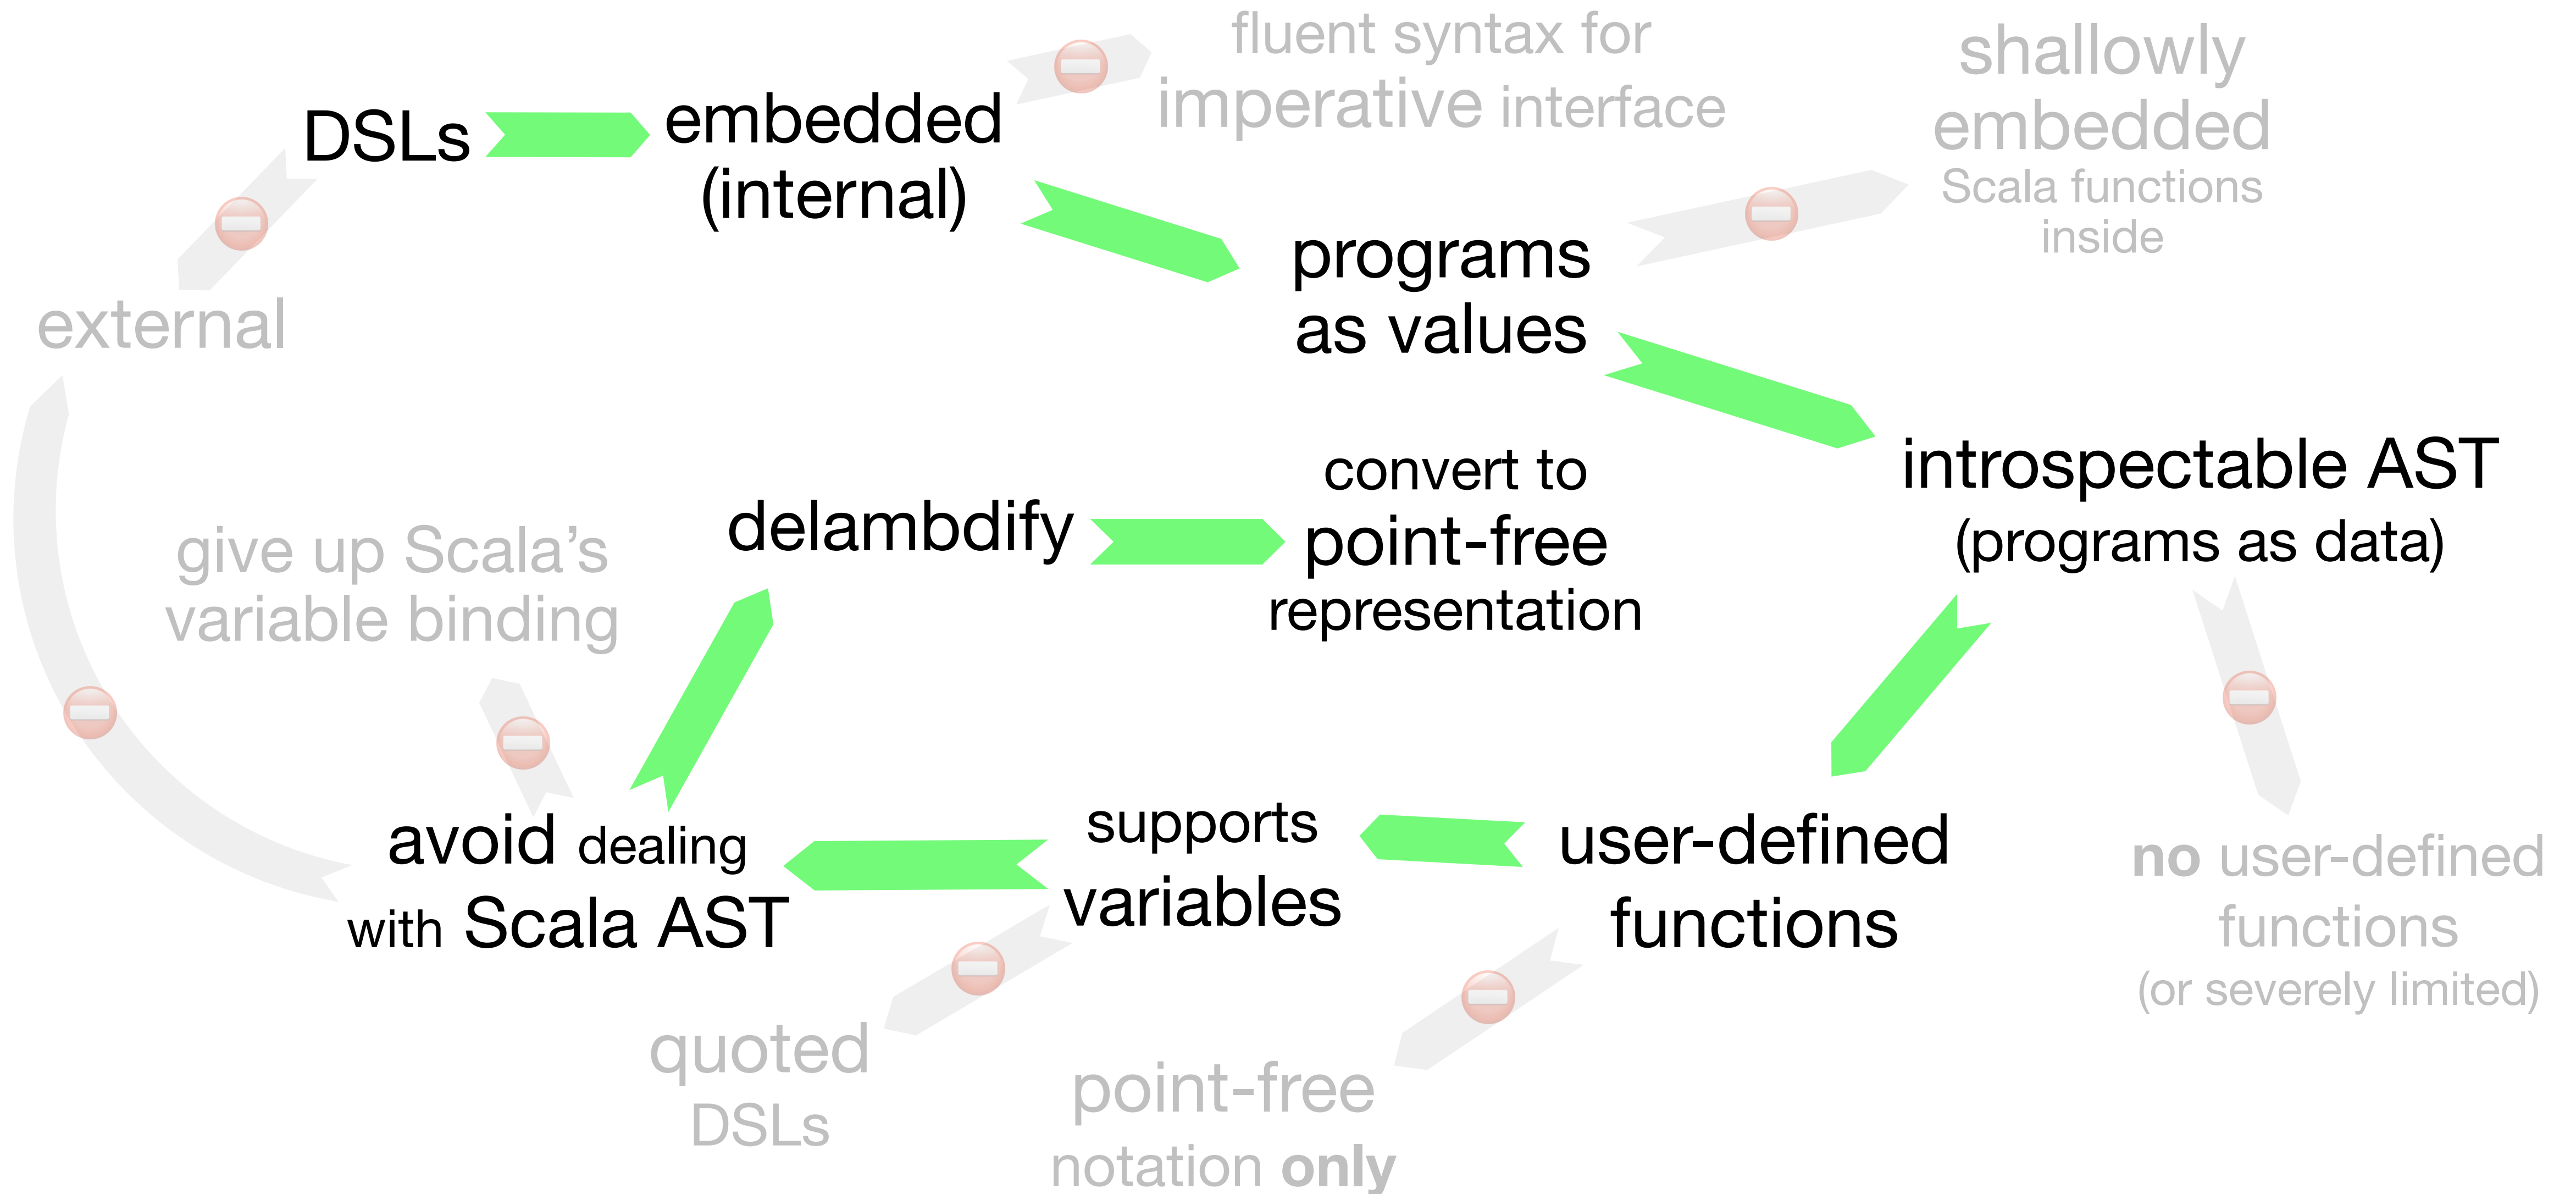 DSLs
embedded
(internal)
fluent syntax for
imperative interface
shallowly
embedded
Scala functions
inside
external
programs
as values
introspectable AST
(programs as data)
delambdify
convert to
point-free
representation
give up Scala’s
variable binding
avoid dealing
with Scala AST
supports
variables
user-defined
functions
no user-defined
functions
(or severely limited)
quoted
DSLs
point-free
notation only